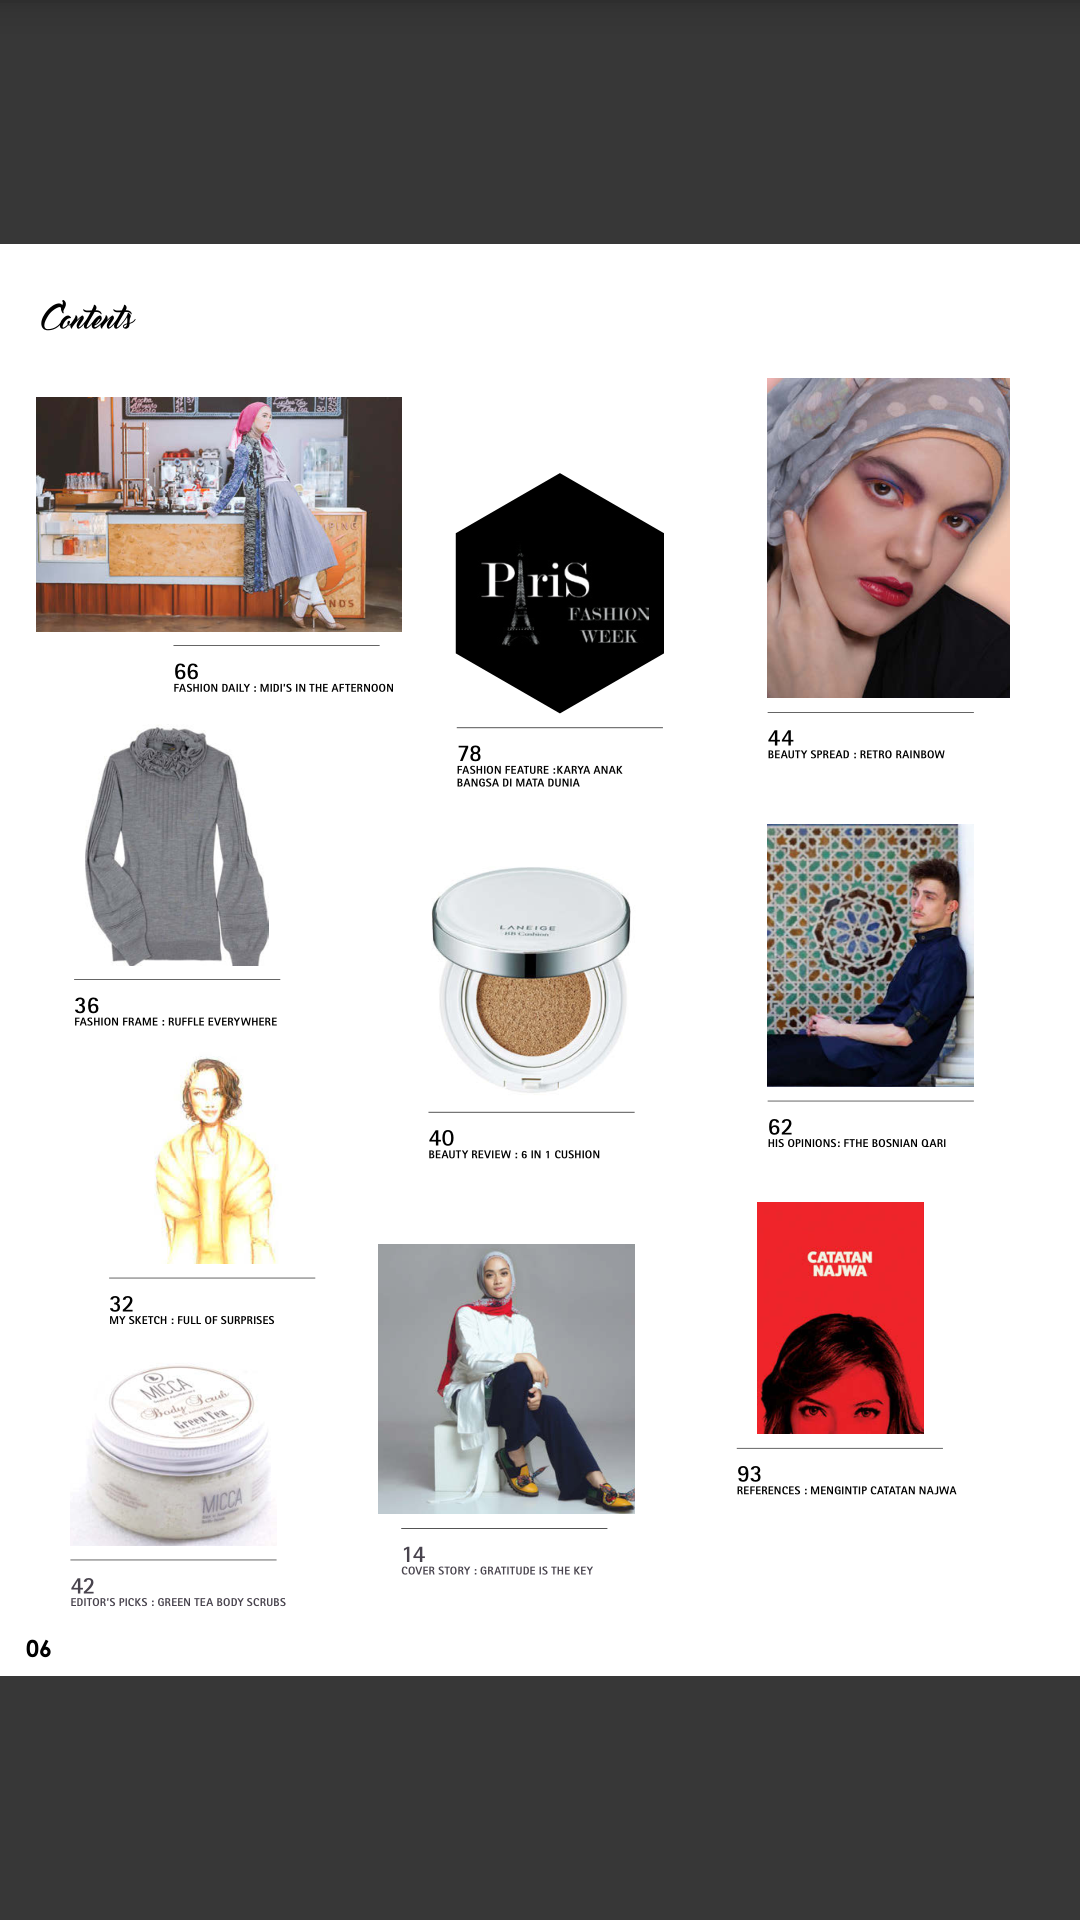 Contents
66
FASHION DAILY : MIDI'S IN THE AFTERNOON
36
FASHION FRAME : RUFFLE EVERYWHERE
32
MY SKETCH : FULL OF SURPRISES
MICCA
Body Scrub
Green Tea
MICCA
42
EDITOR'S PICKS : GREEN TEA BODY SCRUBS
PariS
FASHION
WEEK
78
FASHION FEATURE :KARYA ANAK
BANGSA DI MATA DUNIA
LANEIGE
BB Cushion
40
BEAUTY REVIEW : 6 IN 1 CUSHION
14
COVER STORY : GRATITUDE IS THE KEY
44
BEAUTY SPREAD : RETRO RAINBOW
62
HIS OPINIONS: FTHE BOSNIAN QARI
CATATAN
NAJWA
93
REFERENCES : MENGINTIP CATATAN NAJWA
06